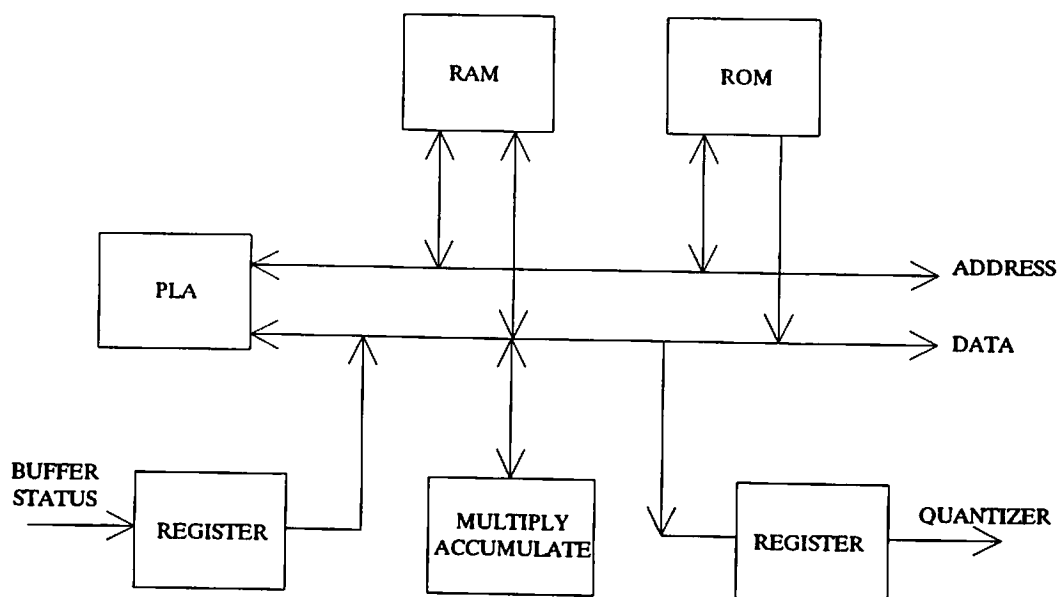 RAM
ROM
PLA
ADDRESS
DATA
BUFFER
STATUS
REGISTER
MULTIPLY
ACCUMULATE
REGISTER
QUANTIZER